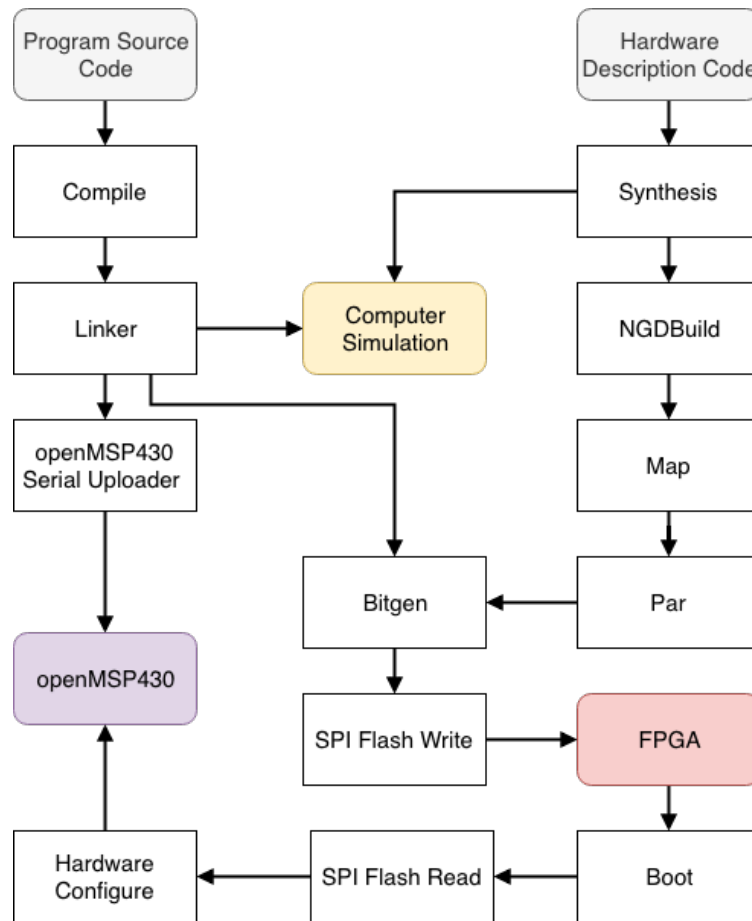 Program Source
Code
Hardware
Description Code
Compile
Synthesis
Linker
Computer
Simulation
NGDBuild
openMSP430
Serial Uploader
Map
Bitgen
Par
openMSP430
SPI Flash Write
FPGA
Hardware
Configure
SPI Flash Read
Boot